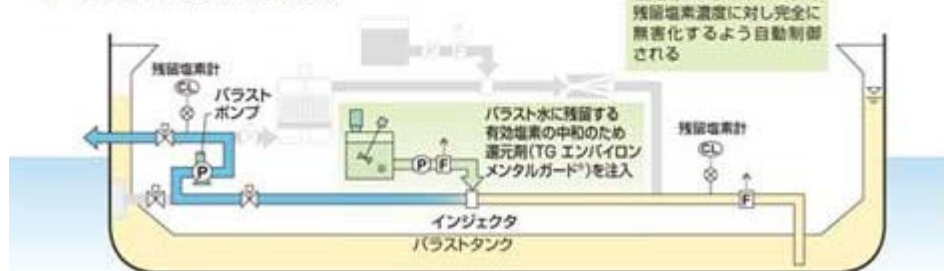 残留塩素濃度に対し完全に
無害化するよう自動制御
される
残留塩素計
CL
バラスト
ポンプ
P
バラスト水に残留する
有効塩素の中和のため
還元剤(TG エンバイロン
メンタルガード®)を注入
P F
残留塩素計
CL
F
インジェクタ
バラストタンク